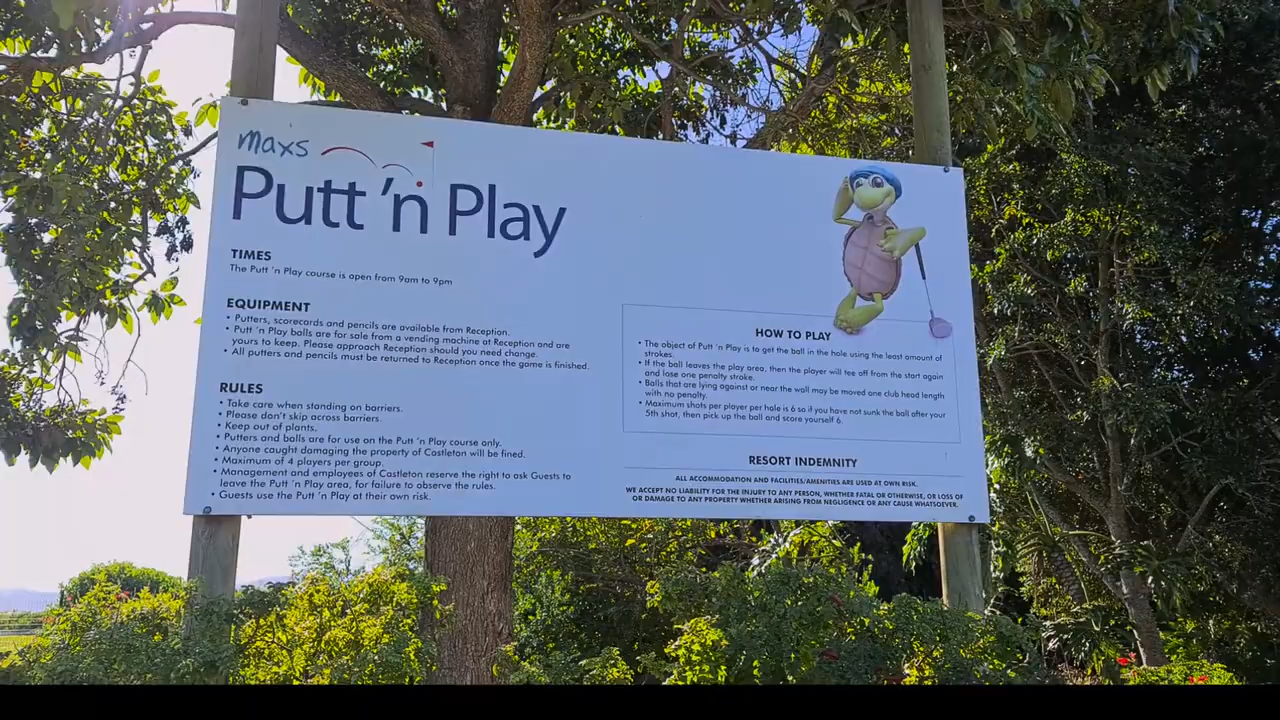 maxs
Putt 'n Play
TIMES
The Putt 'n Play course is open from 9am to 9pm
EQUIPMENT
• Putters, scorecards and pencils are available from Reception.
• Putt 'n Play balls are for sale from a vending machine at Reception and are
yours to keep. Please approach Reception should you need change.
• All putters and pencils must be returned to Reception once the game is finished.
RULES
• Take care when standing on barriers.
• Please don't skip across barriers.
• Keep out of plants.
• Putters and balls are for use on the Putt 'n Play course only.
• Anyone caught damaging the property of Castleton will be fined.
• Maximum of 4 players per group.
• Management and employees of Castleton reserve the right to ask Guests to
leave the Putt 'n Play area, for failure to observe the rules.
• Guests use the Putt 'n Play at their own risk.
HOW TO PLAY
• The object of Putt 'n Play is to get the ball in the hole using the least amount of
strokes.
• If the ball leaves the play area, then the player will tee off from the start again
and lose one penalty stroke.
• Balls that are lying against or near the wall may be moved one club head length
with no penalty.
• Maximum shots per player per hole is 6 so if you have not sunk the ball after your
5th shot, then pick up the ball and score yourself 6.
RESORT INDEMNITY
ALL ACCOMMODATION AND FACILITIES/AMENITIES ARE USED AT OWN RISK.
WE ACCEPT NO LIABILITY FOR THE INJURY TO ANY PERSON, WHETHER FATAL OR OTHERWISE, OR LOSS OF
OR DAMAGE TO ANY PROPERTY WHETHER ARISING FROM NEGLIGENCE OR ANY CAUSE WHATSOEVER.